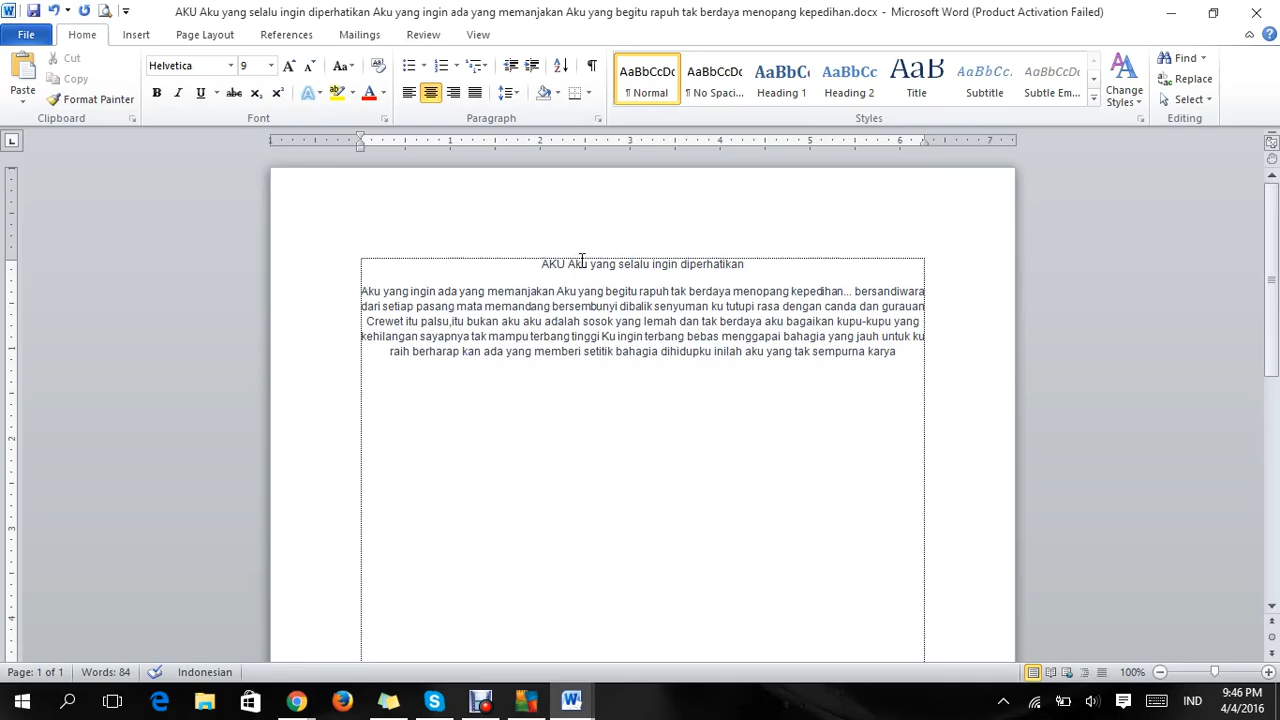 AKU Aku yang selalu ingin diperhatikan Aku yang ingin ada yang memanjakan Aku yang begitu rapuh tak berdaya menopang kepedihan.docx - Microsoft Word (Product Activation Failed)
File Home Insert Page Layout References Mailings Review View
Paste
Cut
Copy
Format Painter
Clipboard
Helvetica 9
Font
Paragraph
AaBbCcDc AaBbCcDc AaBbC AaBbCc AaB AaBbCc. AaBbCcDc
¶ Normal ¶ No Spaci... Heading 1 Heading 2 Title Subtitle Subtle Em...
Styles
Change Styles
Find
Replace
Select
Editing
1 1 2 3 4 5 6 7
AKU Aku yang selalu ingin diperhatikan
Aku yang ingin ada yang memanjakan Aku yang begitu rapuh tak berdaya menopang kepedihan... bersandiwara
dari setiap pasang mata memandang bersembunyi dibalik senyuman ku tutupi rasa dengan canda dan gurauan
Crewet itu palsu,itu bukan aku aku adalah sosok yang lemah dan tak berdaya aku bagaikan kupu-kupu yang
kehilangan sayapnya tak mampu terbang tinggi Ku ingin terbang bebas menggapai bahagia yang jauh untuk ku
raih berharap kan ada yang memberi setitik bahagia dihidupku inilah aku yang tak sempurna karya
Page: 1 of 1 Words: 84 Indonesian 100%
IND
9:46 PM
4/4/2016